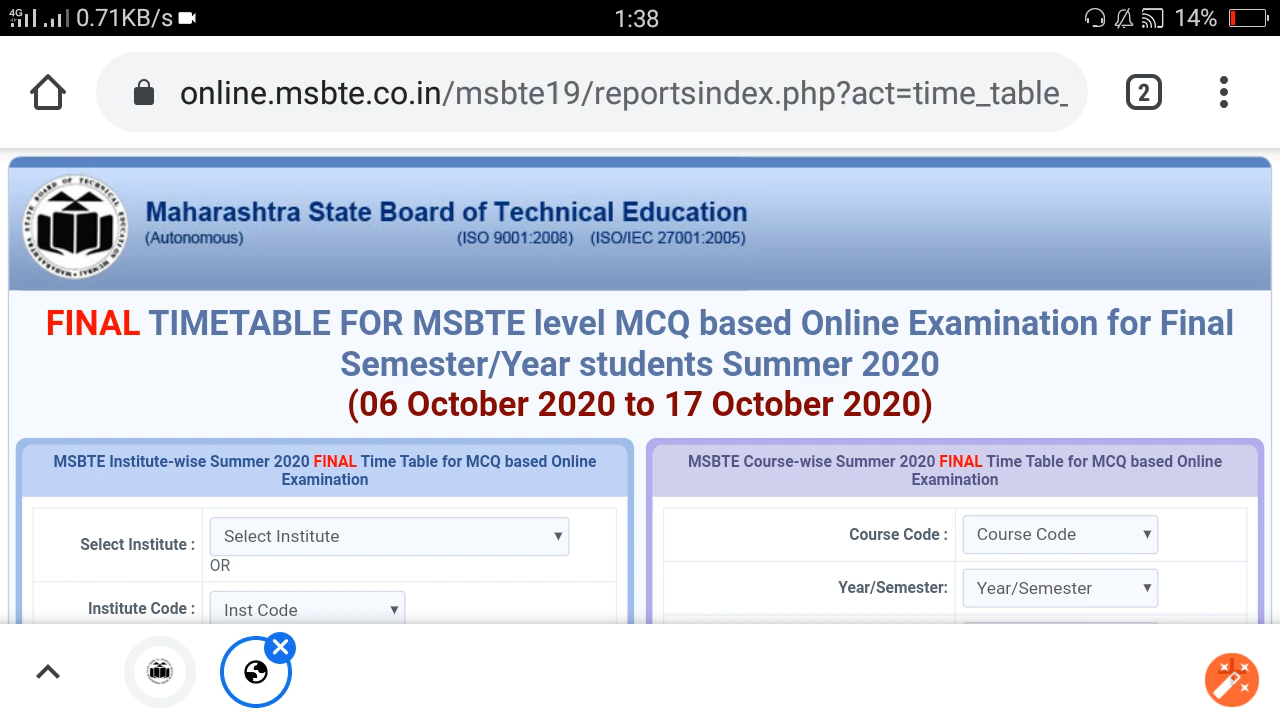 4G 0.71KB/s 1:38 14%
online.msbte.co.in/msbte19/reportsindex.php?act=time_table_ 2
Maharashtra State Board of Technical Education
(Autonomous) (ISO 9001:2008) (ISO/IEC 27001:2005)
FINAL TIMETABLE FOR MSBTE level MCQ based Online Examination for Final
Semester/Year students Summer 2020
(06 October 2020 to 17 October 2020)
MSBTE Institute-wise Summer 2020 FINAL Time Table for MCQ based Online
Examination
Select Institute : Select Institute
OR
Institute Code : Inst Code
MSBTE Course-wise Summer 2020 FINAL Time Table for MCQ based Online
Examination
Course Code : Course Code
Year/Semester: Year/Semester